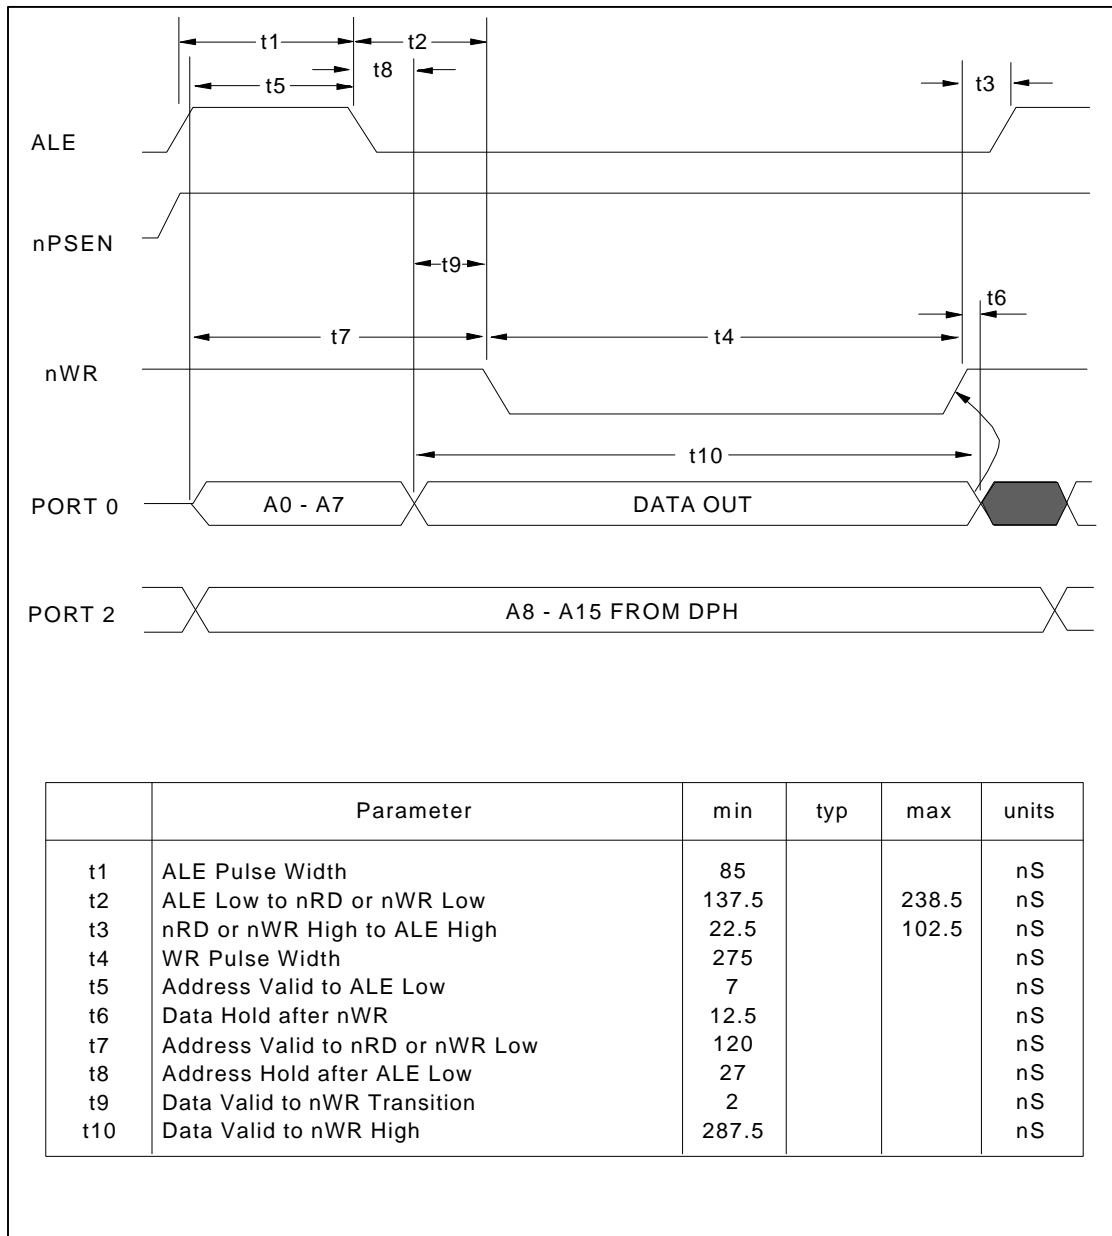 t1 t2
t8
t5 t3
ALE
nPSEN
t9
t6
t7 t4
nWR
t10
PORT 0 A0 - A7 DATA OUT
PORT 2 A8 - A15 FROM DPH
Parameter min typ max units
t1 ALE Pulse Width 85 nS
t2 ALE Low to nRD or nWR Low 137.5 238.5 nS
t3 nRD or nWR High to ALE High 22.5 102.5 nS
t4 WR Pulse Width 275 nS
t5 Address Valid to ALE Low 7 nS
t6 Data Hold after nWR 12.5 nS
t7 Address Valid to nRD or nWR Low 120 nS
t8 Address Hold after ALE Low 27 nS
t9 Data Valid to nWR Transition 2 nS
t10 Data Valid to nWR High 287.5 nS